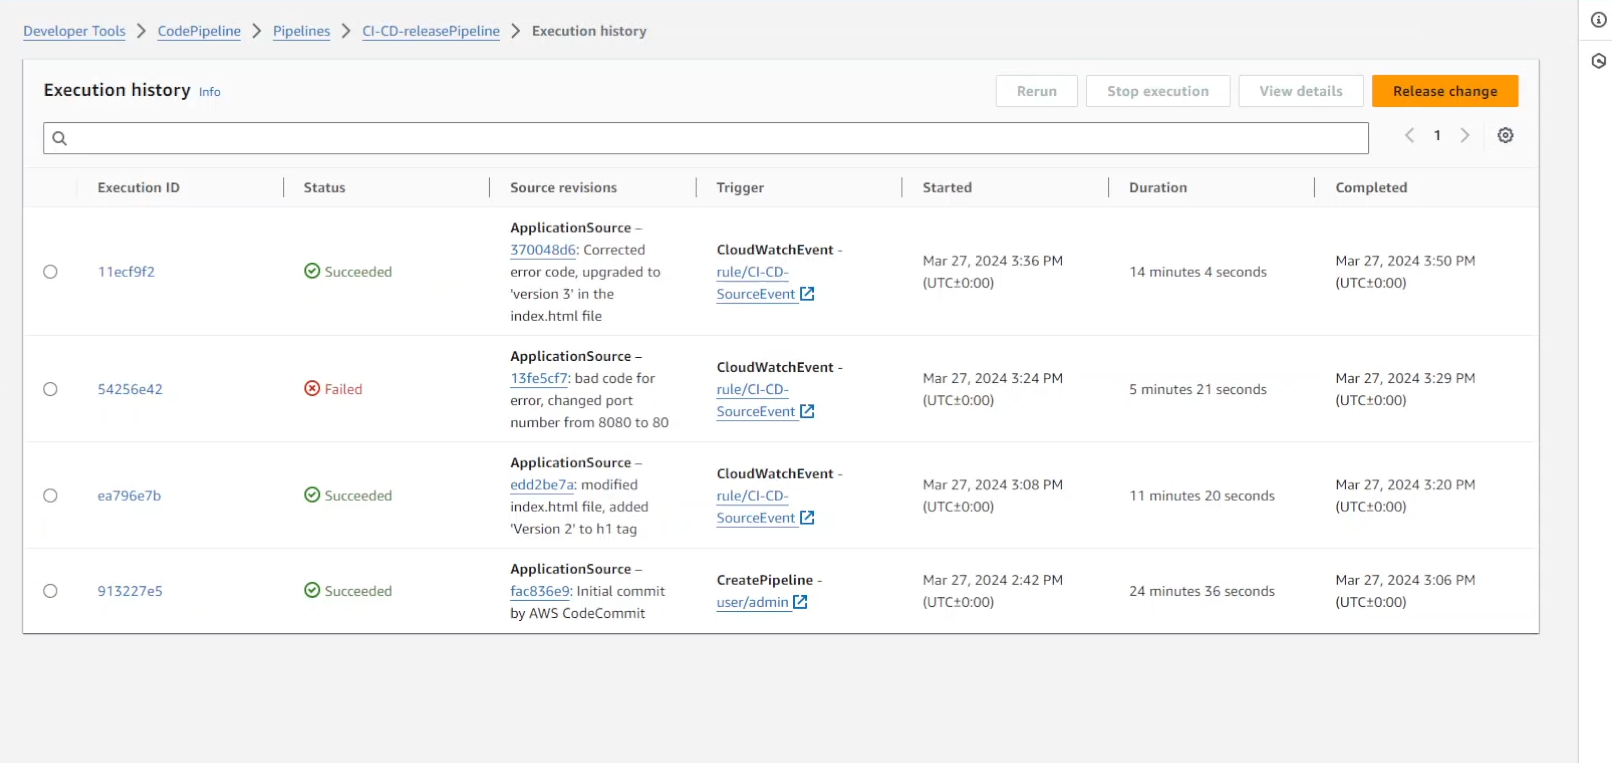 Developer Tools > CodePipeline > Pipelines > CI-CD-releasePipeline > Execution history
Execution history Info
Rerun Stop execution View details Release change
1
Execution ID Status Source revisions Trigger Started Duration Completed
11ecf9f2
Succeeded
ApplicationSource –
370048d6: Corrected
error code, upgraded to
'version 3' in the
index.html file
CloudWatchEvent -
rule/CI-CD-
SourceEvent
Mar 27, 2024 3:36 PM
(UTC±0:00)
14 minutes 4 seconds
Mar 27, 2024 3:50 PM
(UTC±0:00)
54256e42
Failed
ApplicationSource –
13fe5cf7: bad code for
error, changed port
number from 8080 to 80
CloudWatchEvent -
rule/CI-CD-
SourceEvent
Mar 27, 2024 3:24 PM
(UTC±0:00)
5 minutes 21 seconds
Mar 27, 2024 3:29 PM
(UTC±0:00)
ea796e7b
Succeeded
ApplicationSource –
edd2be7a: modified
index.html file, added
'Version 2' to h1 tag
CloudWatchEvent -
rule/CI-CD-
SourceEvent
Mar 27, 2024 3:08 PM
(UTC±0:00)
11 minutes 20 seconds
Mar 27, 2024 3:20 PM
(UTC±0:00)
913227e5
Succeeded
ApplicationSource –
fac836e9: Initial commit
by AWS CodeCommit
CreatePipeline -
user/admin
Mar 27, 2024 2:42 PM
(UTC±0:00)
24 minutes 36 seconds
Mar 27, 2024 3:06 PM
(UTC±0:00)